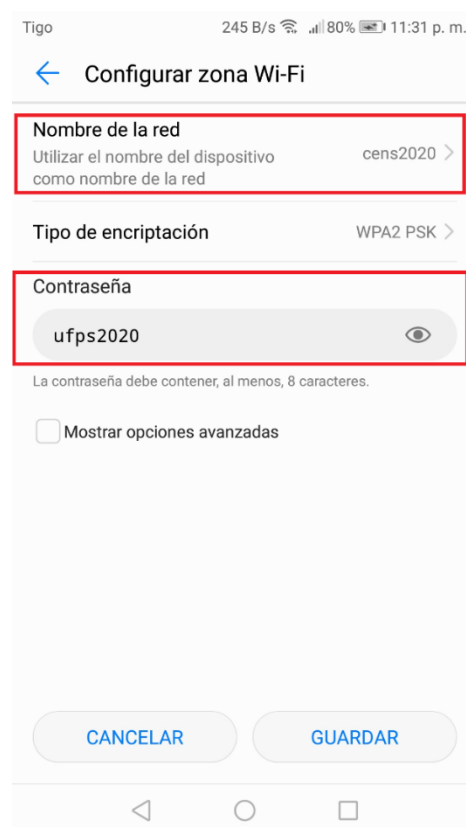 Tigo 245 B/s 80% 11:31 p. m.
Configurar zona Wi-Fi
Nombre de la red
Utilizar el nombre del dispositivo
como nombre de la red
cens2020
Tipo de encriptación WPA2 PSK
Contraseña
ufps2020
La contraseña debe contener, al menos, 8 caracteres.
Mostrar opciones avanzadas
CANCELAR GUARDAR